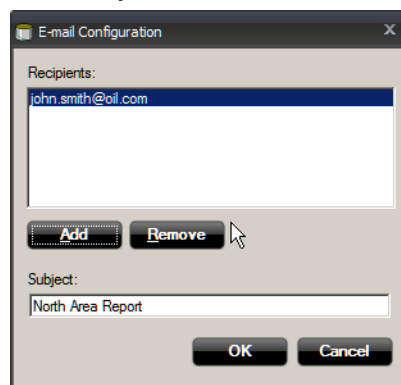 E-mail Configuration x
Recipients:
john.smith@oil.com
Add Remove
Subject:
North Area Report
OK Cancel